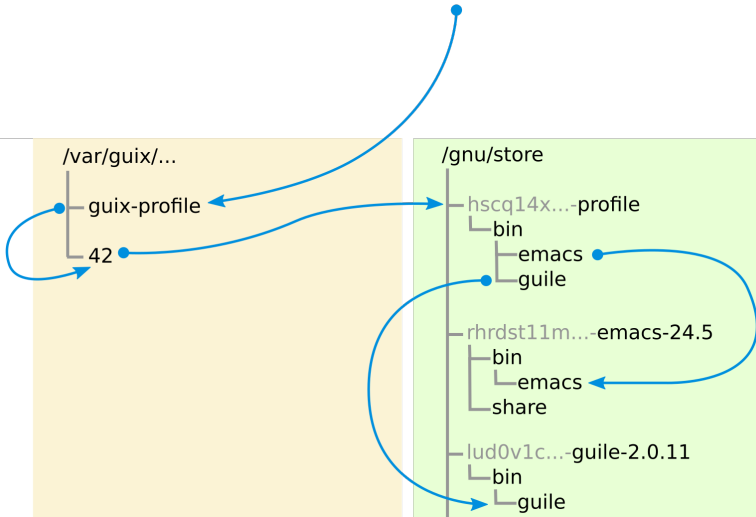 /var/guix/...
guix-profile
42
/gnu/store
hscq14x...-profile
bin
emacs
guile
rhrdst11m...-emacs-24.5
bin
emacs
share
lud0v1c...-guile-2.0.11
bin
guile